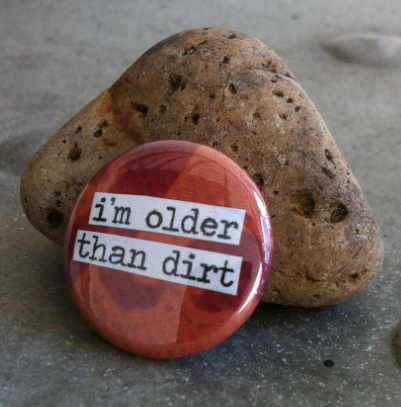 i'm older
than dirt